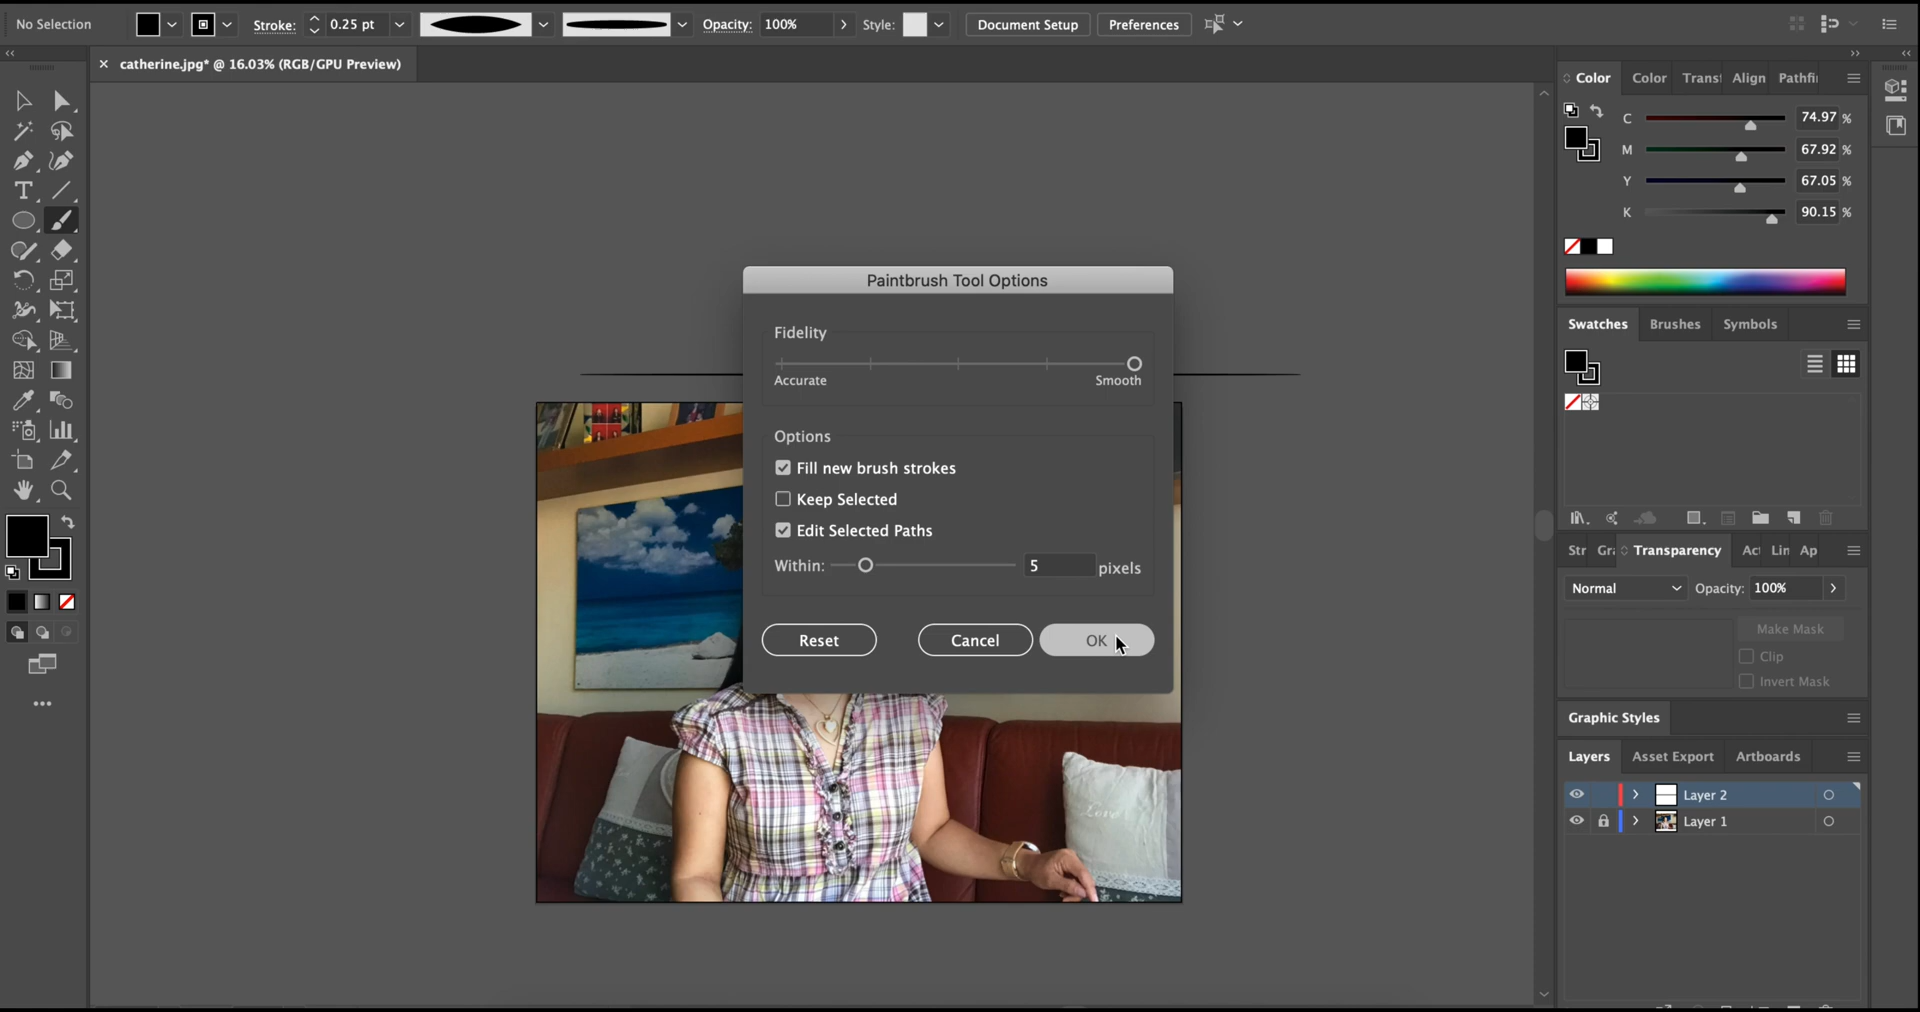 No Selection Stroke: 0.25 pt Opacity: 100% Style: Document Setup Preferences
catherine.jpg* @ 16.03% (RGB/GPU Preview)
Color Color Transf Align Pathfi
C 74.97 %
M 67.92 %
Y 67.05 %
K 90.15 %
Paintbrush Tool Options
Fidelity
Accurate Smooth
Options
Fill new brush strokes
Keep Selected
Edit Selected Paths
Within: 5 pixels
Reset Cancel OK
Swatches Brushes Symbols
Str Gra Transparency Act Lin Ap
Normal Opacity: 100%
Make Mask
Clip
Invert Mask
Graphic Styles
Layers Asset Export Artboards
Layer 2
Layer 1